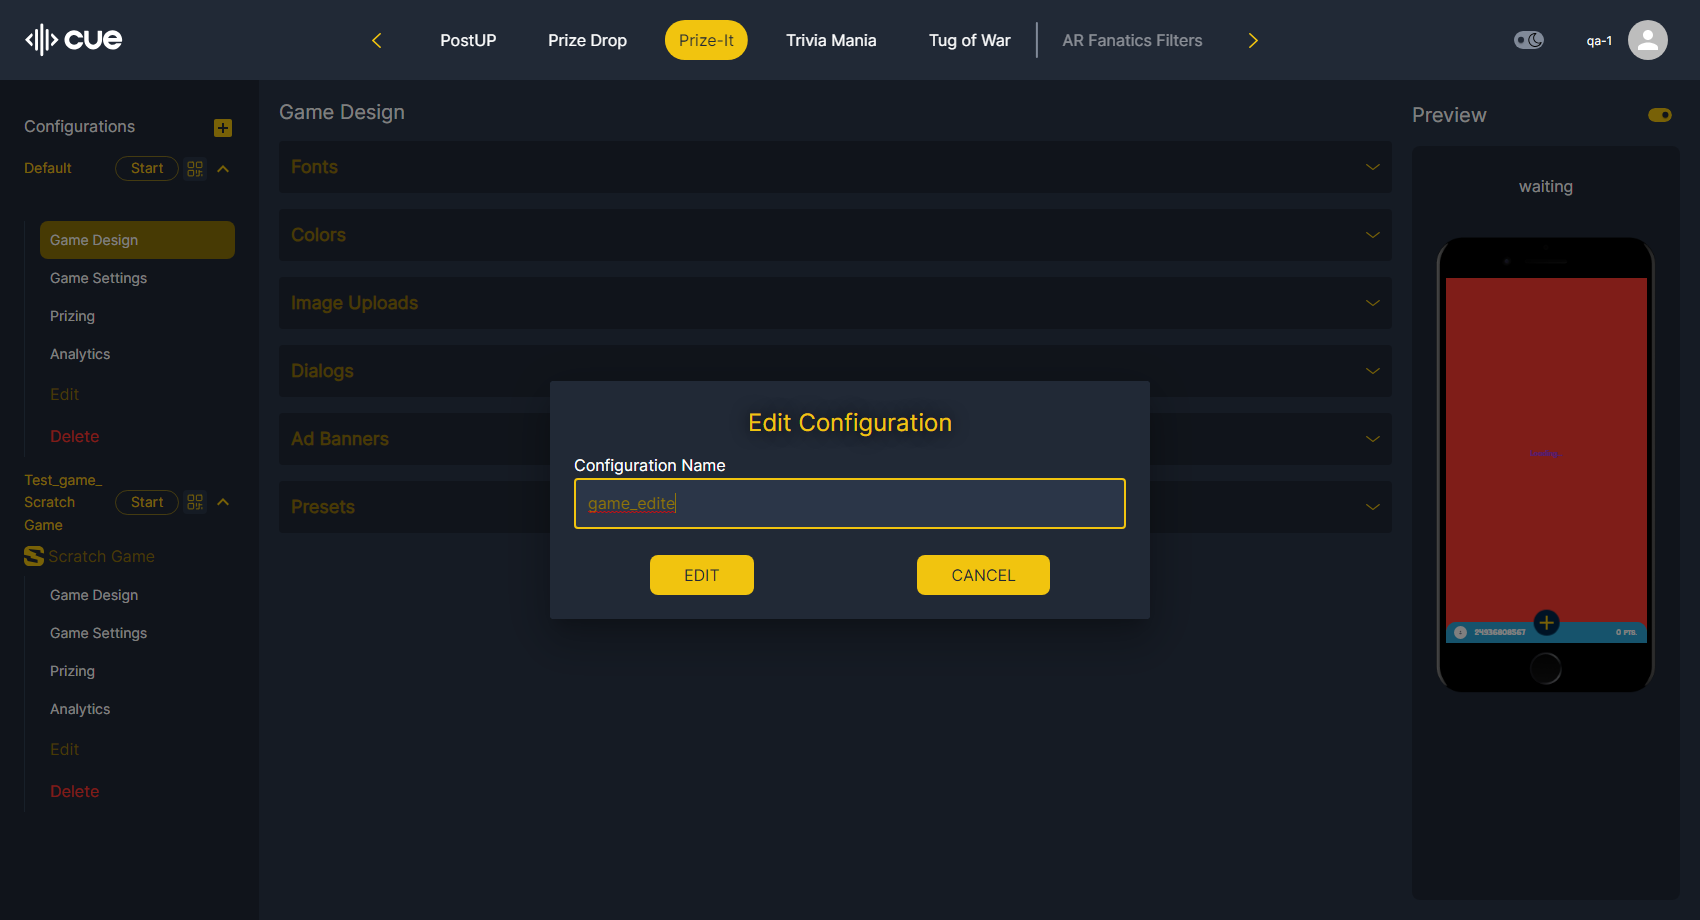 cue
PostUP
Prize Drop
Prize-It
Trivia Mania
Tug of War
AR Fanatics Filters
qa-1
Configurations
Default
Start
Game Design
Game Settings
Prizing
Analytics
Edit
Delete
Test_game_
Scratch
Game
Start
Scratch Game
Game Design
Game Settings
Prizing
Analytics
Edit
Delete
Game Design
Fonts
Colors
Image Uploads
Dialogs
Ad Banners
Presets
Edit Configuration
Configuration Name
game_edite
EDIT
CANCEL
Preview
waiting
24936808567
0 PTS.